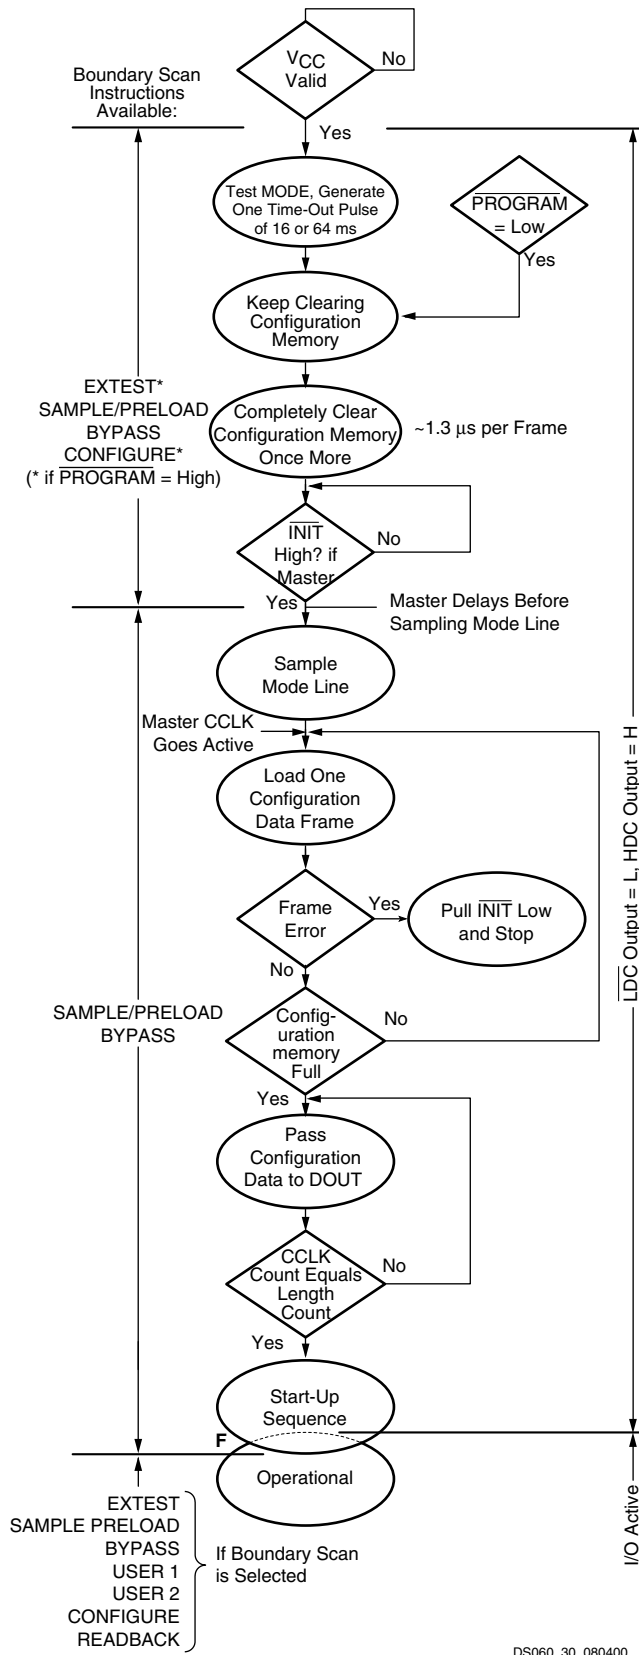 Boundary Scan
Instructions
Available:
VCC
Valid
No
Yes
Test MODE, Generate
One Time-Out Pulse
of 16 or 64 ms
PROGRAM
= Low
Yes
Keep Clearing
Configuration
Memory
EXTEST*
SAMPLE/PRELOAD
BYPASS
CONFIGURE*
(* if PROGRAM = High)
Completely Clear
Configuration Memory
Once More
~1.3 μs per Frame
INIT
High? if
Master
No
Yes
Master Delays Before
Sampling Mode Line
Sample
Mode Line
Master CCLK
Goes Active
Load One
Configuration
Data Frame
Frame
Error
Yes
Pull INIT Low
and Stop
No
SAMPLE/PRELOAD
BYPASS
Config-
uration
memory
Full
No
Yes
Pass
Configuration
Data to DOUT
CCLK
Count Equals
Length
Count
No
Yes
Start-Up
Sequence
F
Operational
LDC Output = L, HDC Output = H
I/O Active
EXTEST
SAMPLE PRELOAD
BYPASS
USER 1
USER 2
CONFIGURE
READBACK
If Boundary Scan
is Selected
DS060_30_080400